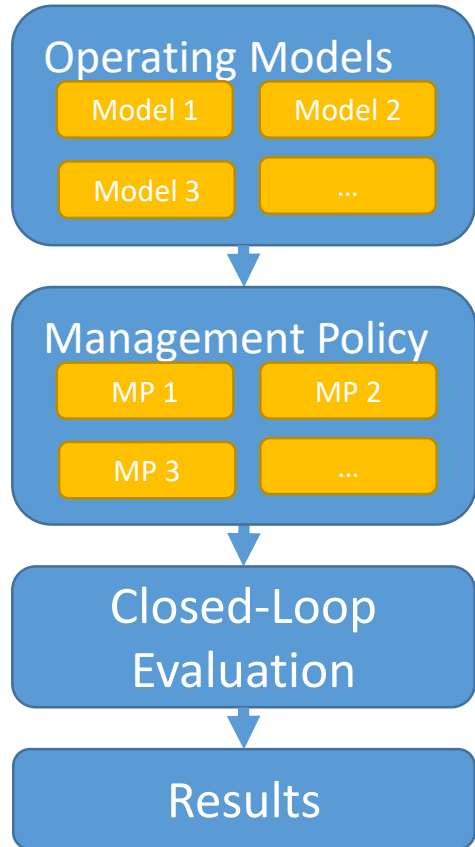 Operating Models
Model 1
Model 2
Model 3
...
Management Policy
MP 1
MP 2
MP 3
...
Closed-Loop
Evaluation
Results